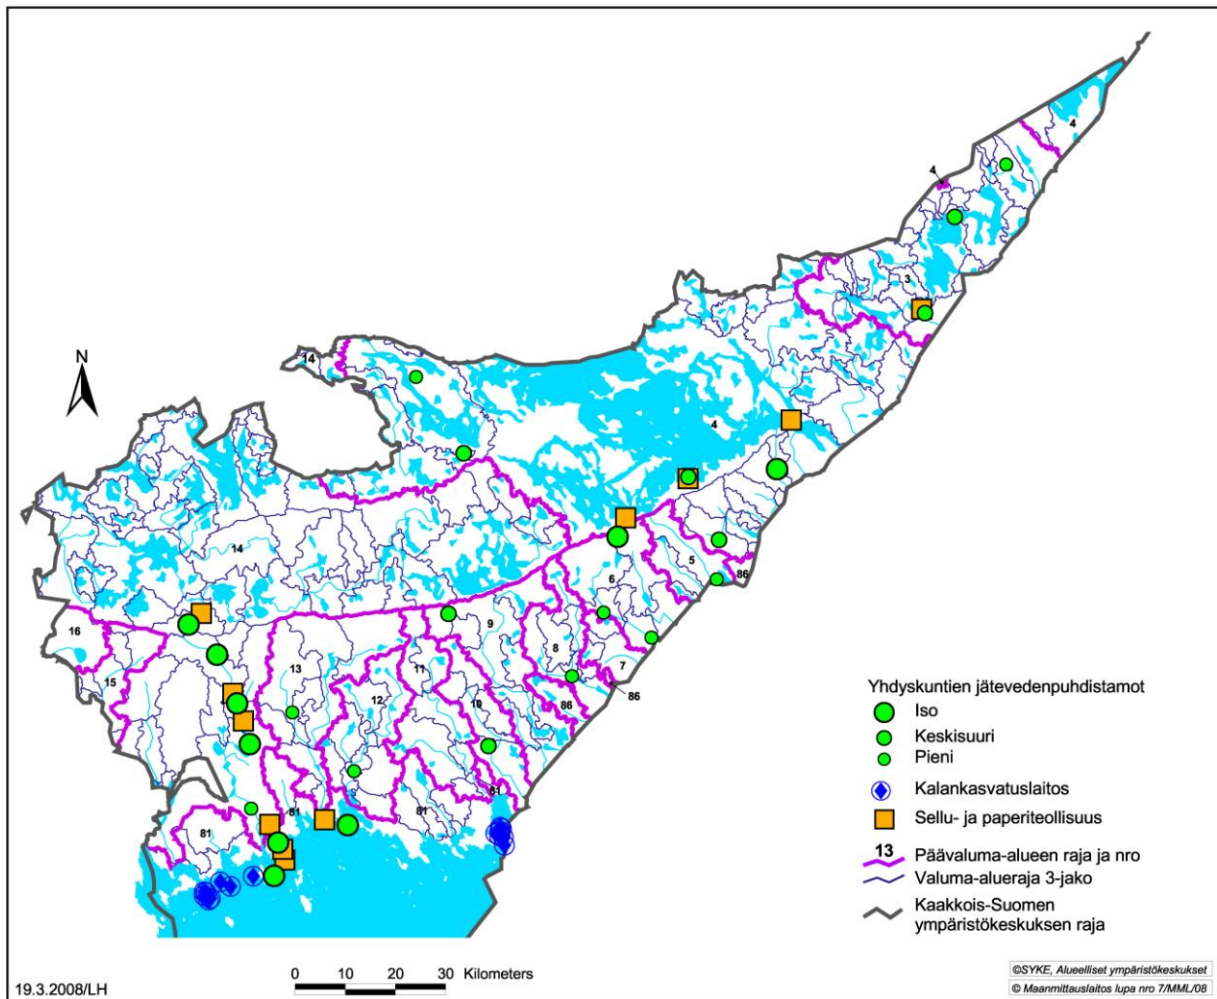 4
4
3
N
14
4
14
5
86
6
16
9
8
7
15
13
11
86
12
10
86
81
81
81
81
Yhdyskuntien jätevedenpuhdistamot
Iso
Keskisuuri
Pieni
Kalankasvatuslaitos
Sellu- ja paperiteollisuus
13 Päävaluma-alueen raja ja nro
Valuma-alueraja 3-jako
Kaakkois-Suomen
ympäristökeskuksen raja
0 10 20 30 Kilometers
19.3.2008/LH
©SYKE, Alueelliset ympäristökeskukset
© Maanmittauslaitos lupa nro 7/MML/08